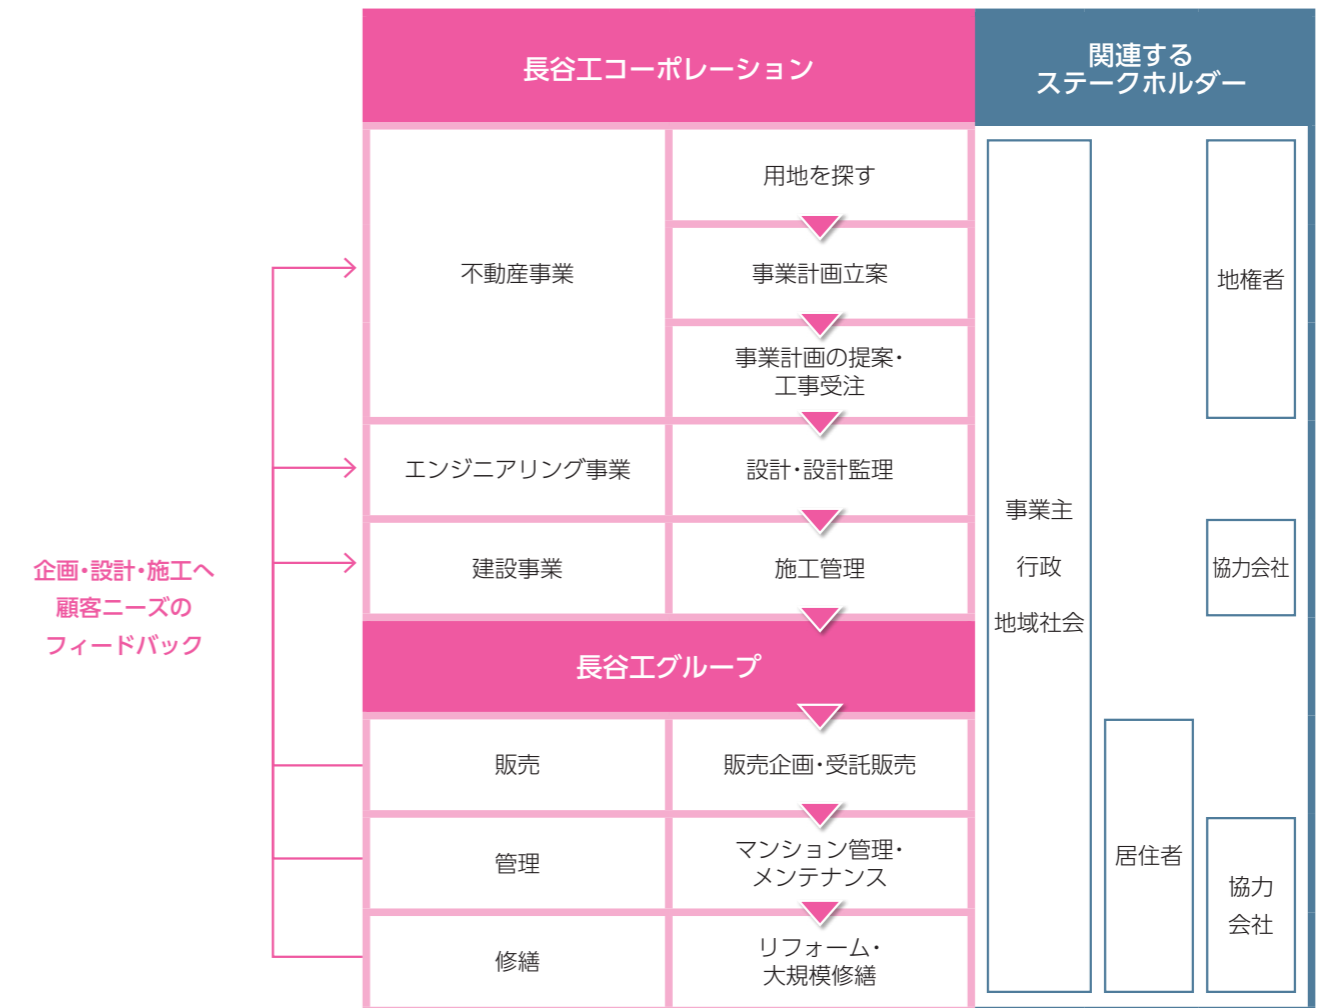 長谷工コーポレーション
関連する
ステークホルダー
不動産事業
用地を探す
事業計画立案
事業計画の提案・
工事受注
地権者
エンジニアリング事業
設計・設計監理
建設事業
施工管理
事業主
行政
地域社会
協力会社
企画・設計・施工へ
顧客ニーズの
フィードバック
長谷工グループ
販売
販売企画・受託販売
管理
マンション管理・
メンテナンス
修繕
リフォーム・
大規模修繕
居住者
協力
会社